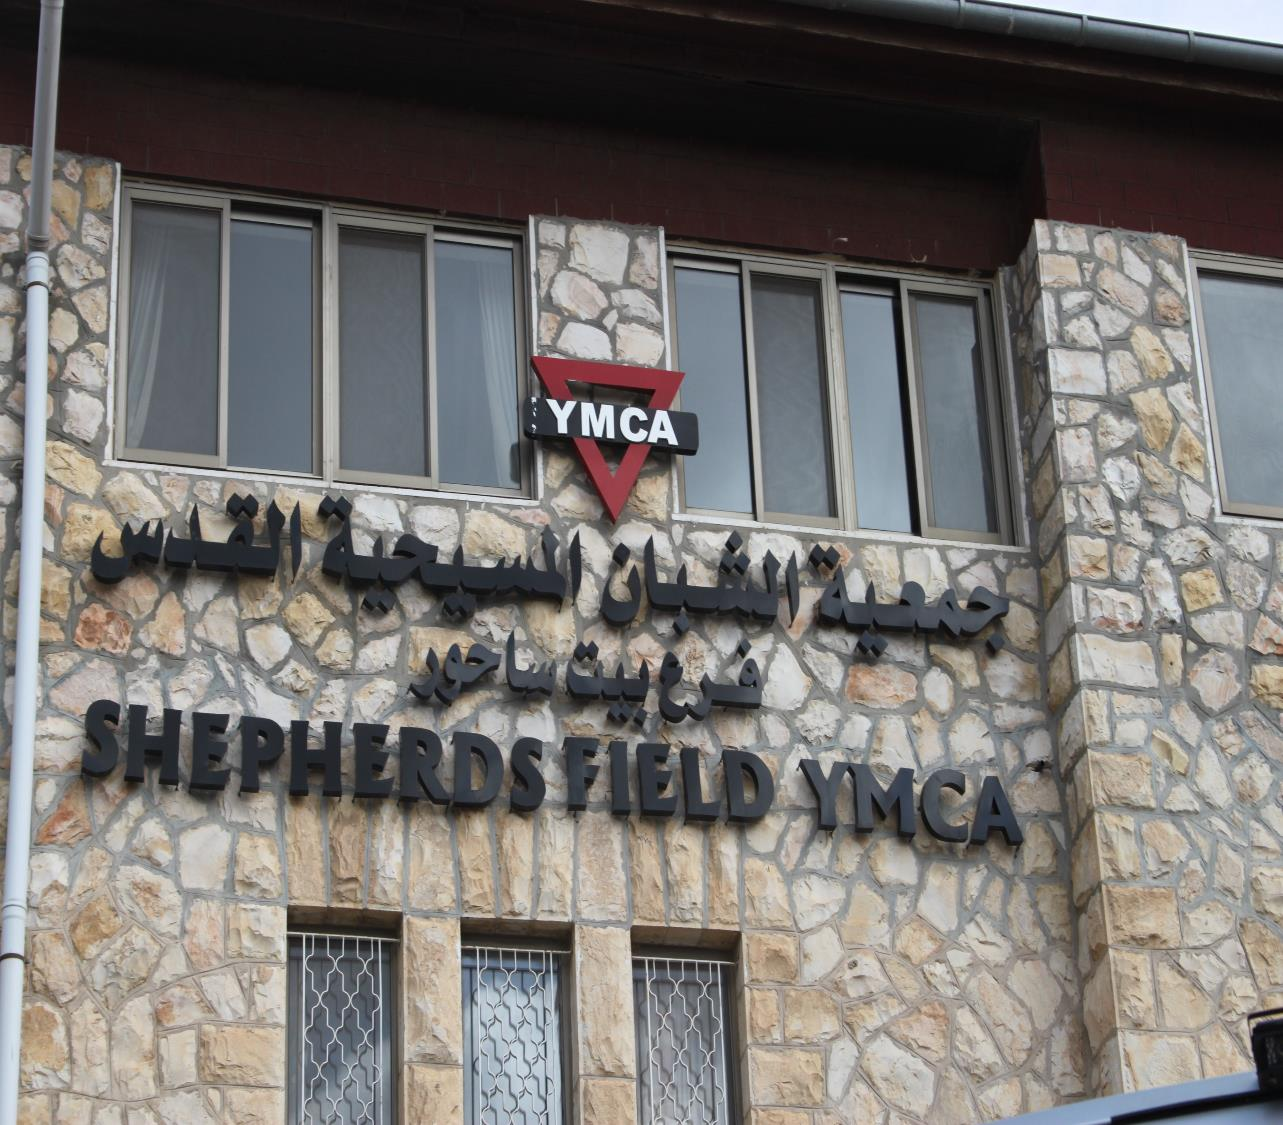 YMCA
جمعية الشبان المسيحية القدس
فرع بيت ساحور
SHEPHERDS FIELD YMCA